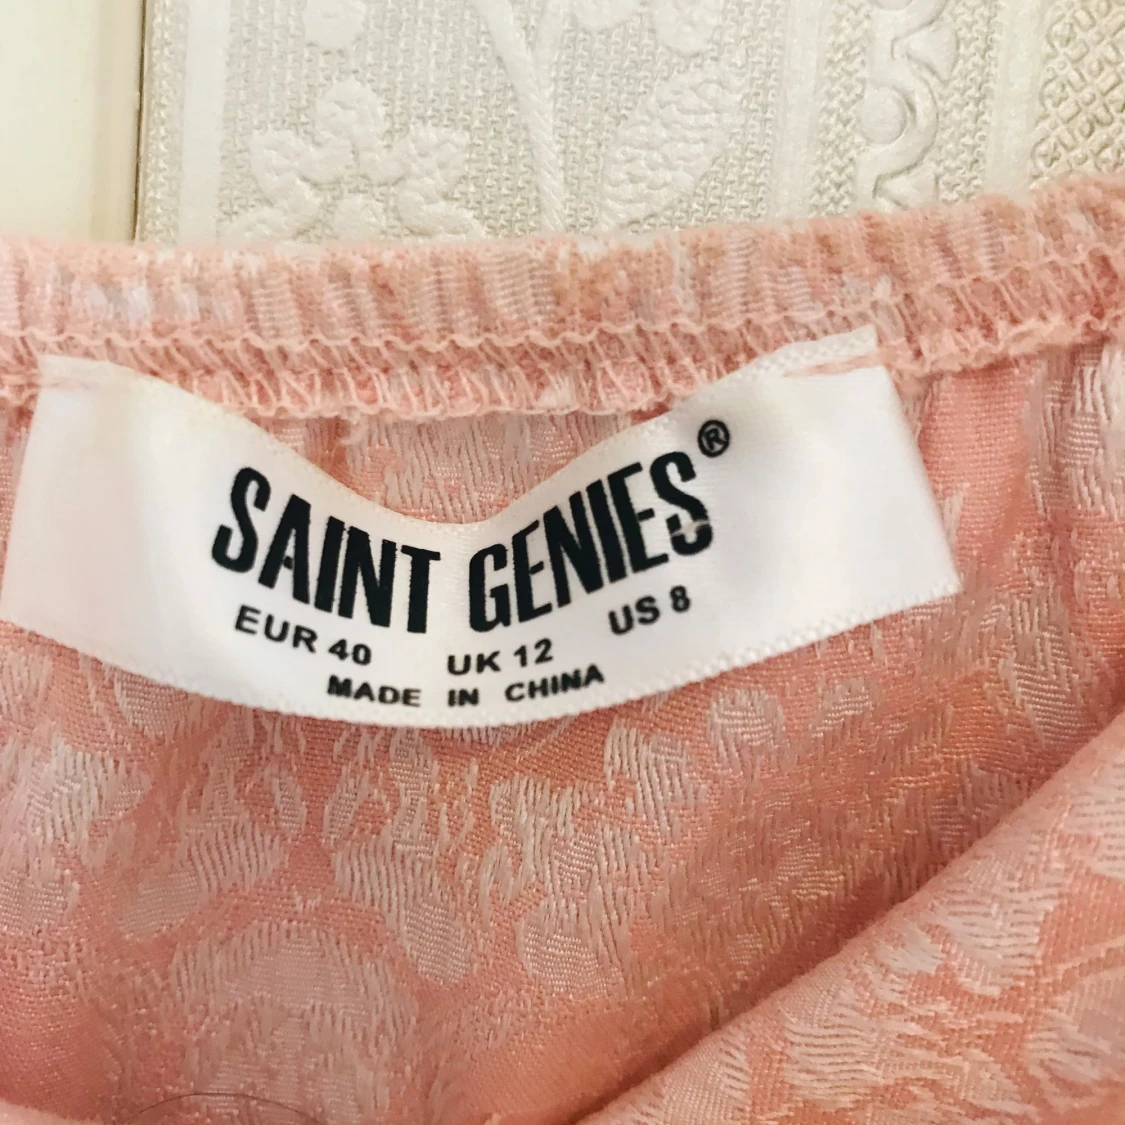 SAINT GENIES®
EUR 40 UK 12 US 8
MADE IN CHINA